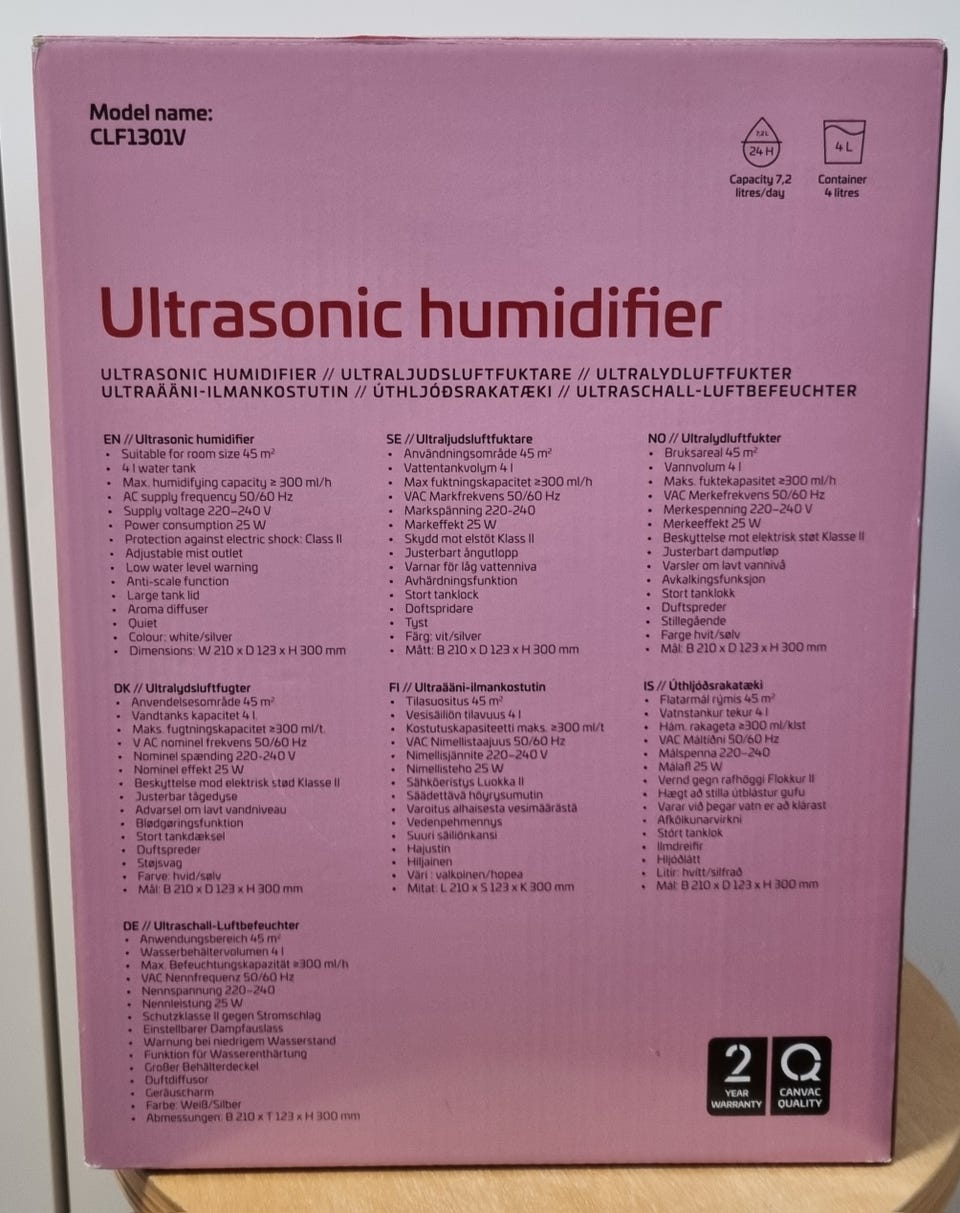 Model name:
CLF1301V
7,2L
24 H
4 L
Capacity 7,2
litres/day
Container
4 litres
Ultrasonic humidifier
ULTRASONIC HUMIDIFIER // ULTRALJUDSLUFTFUKTARE // ULTRALYDLUFTFUKTER
ULTRAÄÄNI-ILMANKOSTUTIN // ÚTHLJÓÐSRAKATÆKI // ULTRASCHALL-LUFTBEFEUCHTER
EN // Ultrasonic humidifier
• Suitable for room size 45 m²
• 4 l water tank
• Max. humidifying capacity ≥ 300 ml/h
• AC supply frequency 50/60 Hz
• Supply voltage 220–240 V
• Power consumption 25 W
• Protection against electric shock: Class II
• Adjustable mist outlet
• Low water level warning
• Anti-scale function
• Large tank lid
• Aroma diffuser
• Quiet
• Colour: white/silver
• Dimensions: W 210 x D 123 x H 300 mm
SE // Ultraljudsluftfuktare
• Användningsområde 45 m²
• Vattentankvolym 4 l
• Max fuktningskapacitet ≥300 ml/h
• VAC Markfrekvens 50/60 Hz
• Markspänning 220-240
• Markeffekt 25 W
• Skydd mot elstöt Klass II
• Justerbart ångutlopp
• Varnar för låg vattenniva
• Avhärdningsfunktion
• Stort tanklock
• Doftspridare
• Tyst
• Färg: vit/silver
• Mått: B 210 x D 123 x H 300 mm
NO // Ultralydluftfukter
• Bruksareal 45 m²
• Vannvolum 4 l
• Maks. fuktekapasitet ≥300 ml/h
• VAC Merkefrekvens 50/60 Hz
• Merkespenning 220–240 V
• Merkeeffekt 25 W
• Beskyttelse mot elektrisk støt Klasse II
• Justerbart damputløp
• Varsler om lavt vannivå
• Avkalkingsfunksjon
• Stort tanklokk
• Duftspreder
• Stillegående
• Farge hvit/sølv
• Mål: B 210 x D 123 x H 300 mm
DK // Ultralydsluftfugter
• Anvendelsesområde 45 m²
• Vandtanks kapacitet 4 l
• Maks. fugtningskapacitet ≥300 ml/t.
• V AC nominel frekvens 50/60 Hz
• Nominel spænding 220-240 V
• Nominel effekt 25 W
• Beskyttelse mod elektrisk stød Klasse II
• Justerbar tågedyse
• Advarsel om lavt vandniveau
• Blødgøringsfunktion
• Stort tankdæksel
• Duftspreder
• Støjsvag
• Farve: hvid/sølv
• Mål: B 210 x D 123 x H 300 mm
FI // Ultraääni-ilmankostutin
• Tilasuositus 45 m²
• Vesisäiliön tilavuus 4 l
• Kostutuskapasiteetti maks. ≥300 ml/t
• VAC Nimellistaajuus 50/60 Hz
• Nimellisjännite 220–240 V
• Nimellisteho 25 W
• Sähköeristys Luokka II
• Säädettävä höyrysumutin
• Varoitus alhaisesta vesimäärästä
• Vedenpehmennys
• Suuri säiliönkansi
• Hajustin
• Hiljainen
• Väri : valkoinen/hopea
• Mitat: L 210 x S 123 x K 300 mm
IS // Úthljóðsrakatæki
• Flatarmál rýmis 45 m²
• Vatnstankur tekur 4 l
• Hám. rakageta ≥300 ml/klst
• VAC Máltíðni 50/60 Hz
• Málspenna 220–240
• Málafl 25 W
• Vernd gegn rafhöggi Flokkur II
• Hægt að stilla útblástur gufu
• Varar við þegar vatn er að klárast
• Afkölkunarvirkni
• Stórt tanklok
• Ilmdreifir
• Hljóðlátt
• Litir: hvítt/silfrað
• Mál: B 210 x D 123 x H 300 mm
DE // Ultraschall-Luftbefeuchter
• Anwendungsbereich 45 m²
• Wasserbehältervolumen 4 l
• Max. Befeuchtungskapazität ≥300 ml/h
• VAC Nennfrequenz 50/60 Hz
• Nennspannung 220–240
• Nennleistung 25 W
• Schutzklasse II gegen Stromschlag
• Einstellbarer Dampfauslass
• Warnung bei niedrigem Wasserstand
• Funktion für Wasserenthärtung
• Großer Behälterdeckel
• Duftdiffusor
• Geräuscharm
• Farbe: Weiß/Silber
• Abmessungen: B 210 x T 123 x H 300 mm
2
YEAR
WARRANTY
CANVAC
QUALITY